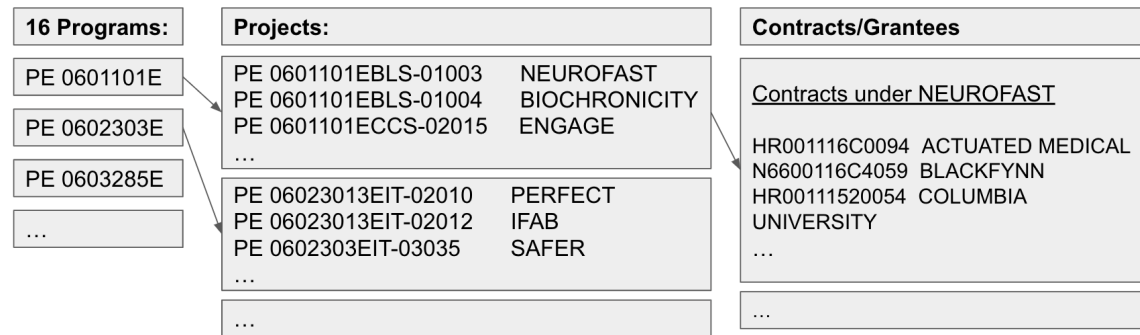 16 Programs:
PE 0601101E
PE 0602303E
PE 0603285E
…
Projects:
PE 0601101EBLS-01003 NEUROFAST
PE 0601101EBLS-01004 BIOCHRONICITY
PE 0601101ECCS-02015 ENGAGE
…
PE 06023013EIT-02010 PERFECT
PE 06023013EIT-02012 IFAB
PE 0602303EIT-03035 SAFER
…
…
Contracts/Grantees
Contracts under NEUROFAST
HR001116C0094 ACTUATED MEDICAL
N6600116C4059 BLACKFYNN
HR00111520054 COLUMBIA
UNIVERSITY
…
…